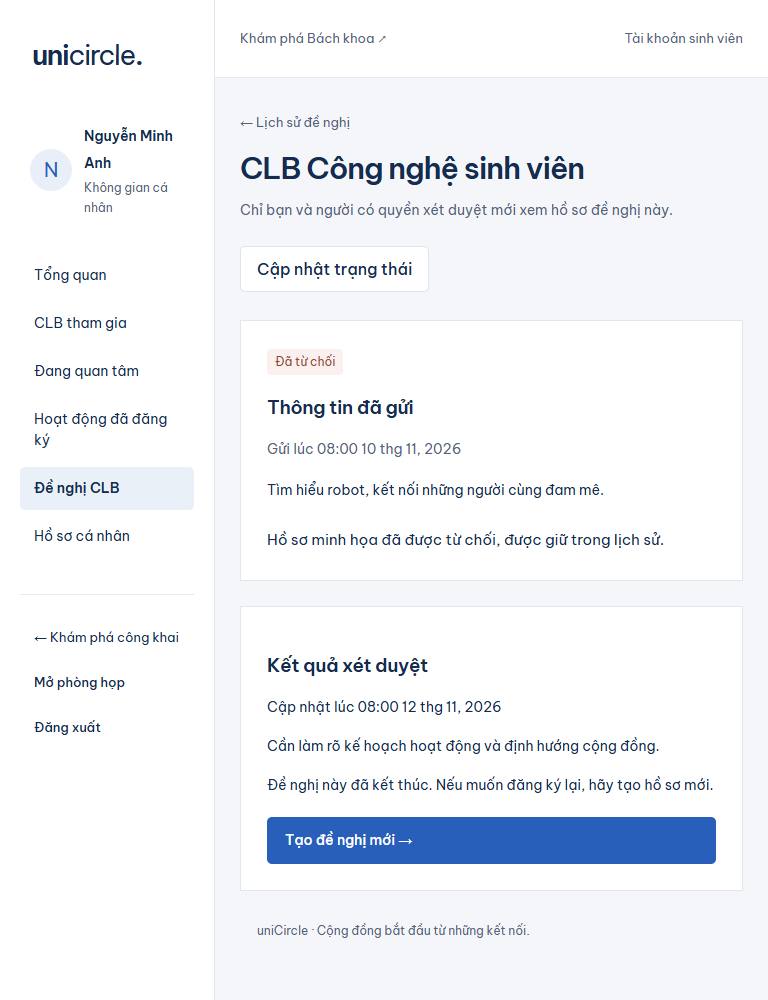 unicircle.
Nguyễn Minh
Anh
N
Không gian cá
nhân
Tổng quan
CLB tham gia
Đang quan tâm
Hoạt động đã đăng
ký
Đề nghị CLB
Hồ sơ cá nhân
← Khám phá công khai
Mở phòng họp
Đăng xuất
Khám phá Bách khoa ↗
Tài khoản sinh viên
← Lịch sử đề nghị
CLB Công nghệ sinh viên
Chỉ bạn và người có quyền xét duyệt mới xem hồ sơ đề nghị này.
Cập nhật trạng thái
Đã từ chối
Thông tin đã gửi
Gửi lúc 08:00 10 thg 11, 2026
Tìm hiểu robot, kết nối những người cùng đam mê.
Hồ sơ minh họa đã được từ chối, được giữ trong lịch sử.
Kết quả xét duyệt
Cập nhật lúc 08:00 12 thg 11, 2026
Cần làm rõ kế hoạch hoạt động và định hướng cộng đồng.
Đề nghị này đã kết thúc. Nếu muốn đăng ký lại, hãy tạo hồ sơ mới.
Tạo đề nghị mới →
uniCircle · Cộng đồng bắt đầu từ những kết nối.